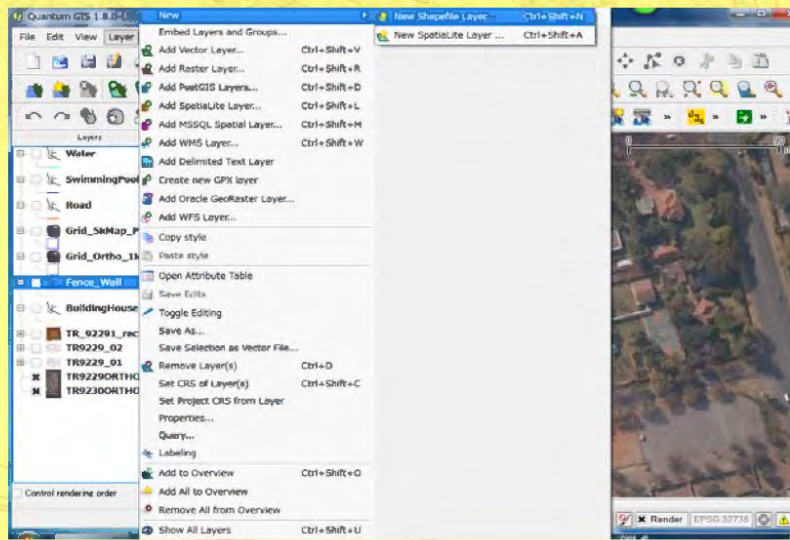 Quantum GIS 1.8.0-L
File Edit View Layer
Layers
Water
SwimmingPool
Road
Grid_5kMap_P
Grid_Ortho_1k
Fence_Wall
BuildingHouse
TR_92291_rec
TR9229_02
TR9229_01
TR9229ORTHO
TR9230ORTHO
Control rendering order
New
Embed Layers and Groups...
Add Vector Layer... Ctrl+Shift+V
Add Raster Layer... Ctrl+Shift+R
Add PostGIS Layers... Ctrl+Shift+D
Add SpatiaLite Layer... Ctrl+Shift+L
Add MSSQL Spatial Layer... Ctrl+Shift+M
Add WMS Layer... Ctrl+Shift+W
Add Delimited Text Layer
Create new GPX layer
Add Oracle GeoRaster Layer...
Add WFS Layer...
Copy style
Paste style
Open Attribute Table
Save Edits
Toggle Editing
Save As...
Save Selection as Vector File...
Remove Layer(s) Ctrl+D
Set CRS of Layer(s) Ctrl+Shift+C
Set Project CRS from Layer
Properties...
Query...
Labeling
Add to Overview Ctrl+Shift+O
Add All to Overview
Remove All from Overview
Show All Layers Ctrl+Shift+U
New Shapefile Layer... Ctrl+Shift+N
New SpatiaLite Layer ... Ctrl+Shift+A
Render EPSG:32736